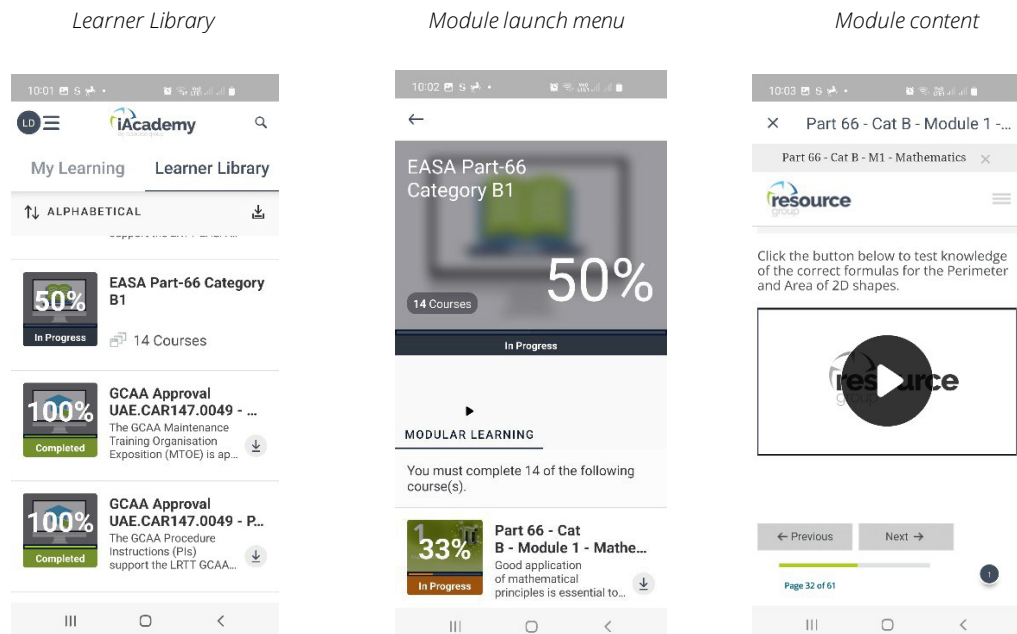 Learner Library
Module launch menu
Module content
10:01
LD
iAcademy
My Learning
Learner Library
ALPHABETICAL
50%
In Progress
EASA Part-66 Category
B1
14 Courses
100%
Completed
GCAA Approval
UAE.CAR147.0049 - ...
The GCAA Maintenance
Training Organisation
Exposition (MTOE) is ap...
100%
Completed
GCAA Approval
UAE.CAR147.0049 - P...
The GCAA Procedure
Instructions (PIs)
support the LRTT GCAA...
10:02
EASA Part-66
Category B1
50%
14 Courses
In Progress
MODULAR LEARNING
You must complete 14 of the following
course(s).
1
33%
In Progress
Part 66 - Cat
B - Module 1 - Mathe...
Good application
of mathematical
principles is essential to...
10:03
Part 66 - Cat B - Module 1 -...
Part 66 - Cat B - M1 - Mathematics
resource
group
Click the button below to test knowledge
of the correct formulas for the Perimeter
and Area of 2D shapes.
resource
group
← Previous
Next →
Page 32 of 61